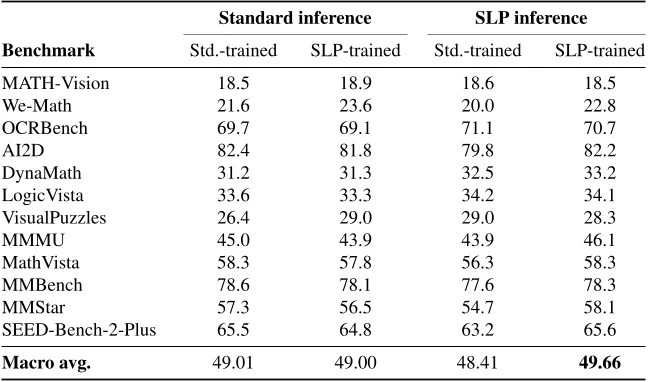 Standard inference SLP inference
Benchmark Std.-trained SLP-trained Std.-trained SLP-trained
MATH-Vision 18.5 18.9 18.6 18.5
We-Math 21.6 23.6 20.0 22.8
OCRBench 69.7 69.1 71.1 70.7
AI2D 82.4 81.8 79.8 82.2
DynaMath 31.2 31.3 32.5 33.2
LogicVista 33.6 33.3 34.2 34.1
VisualPuzzles 26.4 29.0 29.0 28.3
MMMU 45.0 43.9 43.9 46.1
MathVista 58.3 57.8 56.3 58.3
MMBench 78.6 78.1 77.6 78.3
MMStar 57.3 56.5 54.7 58.1
SEED-Bench-2-Plus 65.5 64.8 63.2 65.6
Macro avg. 49.01 49.00 48.41 49.66